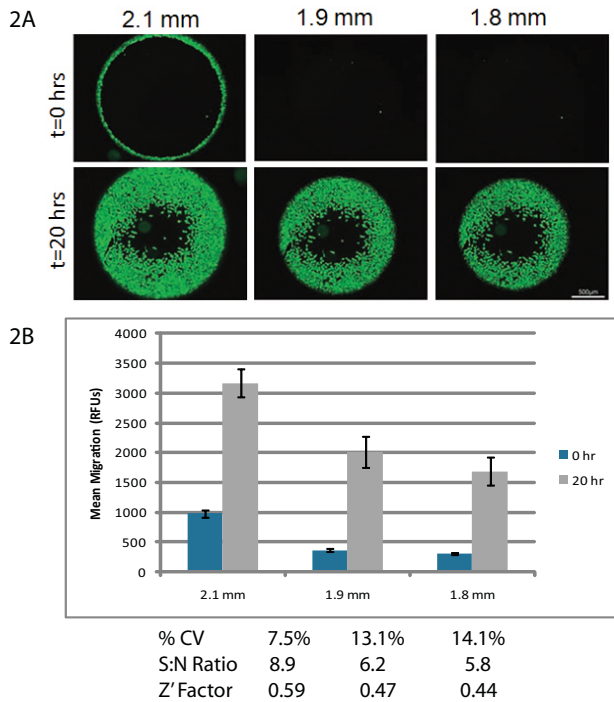 2A
2.1 mm 1.9 mm 1.8 mm
t=0 hrs
t=20 hrs
500µm
2B
4000
3500
3000
2500
2000
1500
1000
500
0
Mean Migration (RFUs)
2.1 mm 1.9 mm 1.8 mm
0 hr
20 hr
% CV 7.5% 13.1% 14.1%
S:N Ratio 8.9 6.2 5.8
Z' Factor 0.59 0.47 0.44